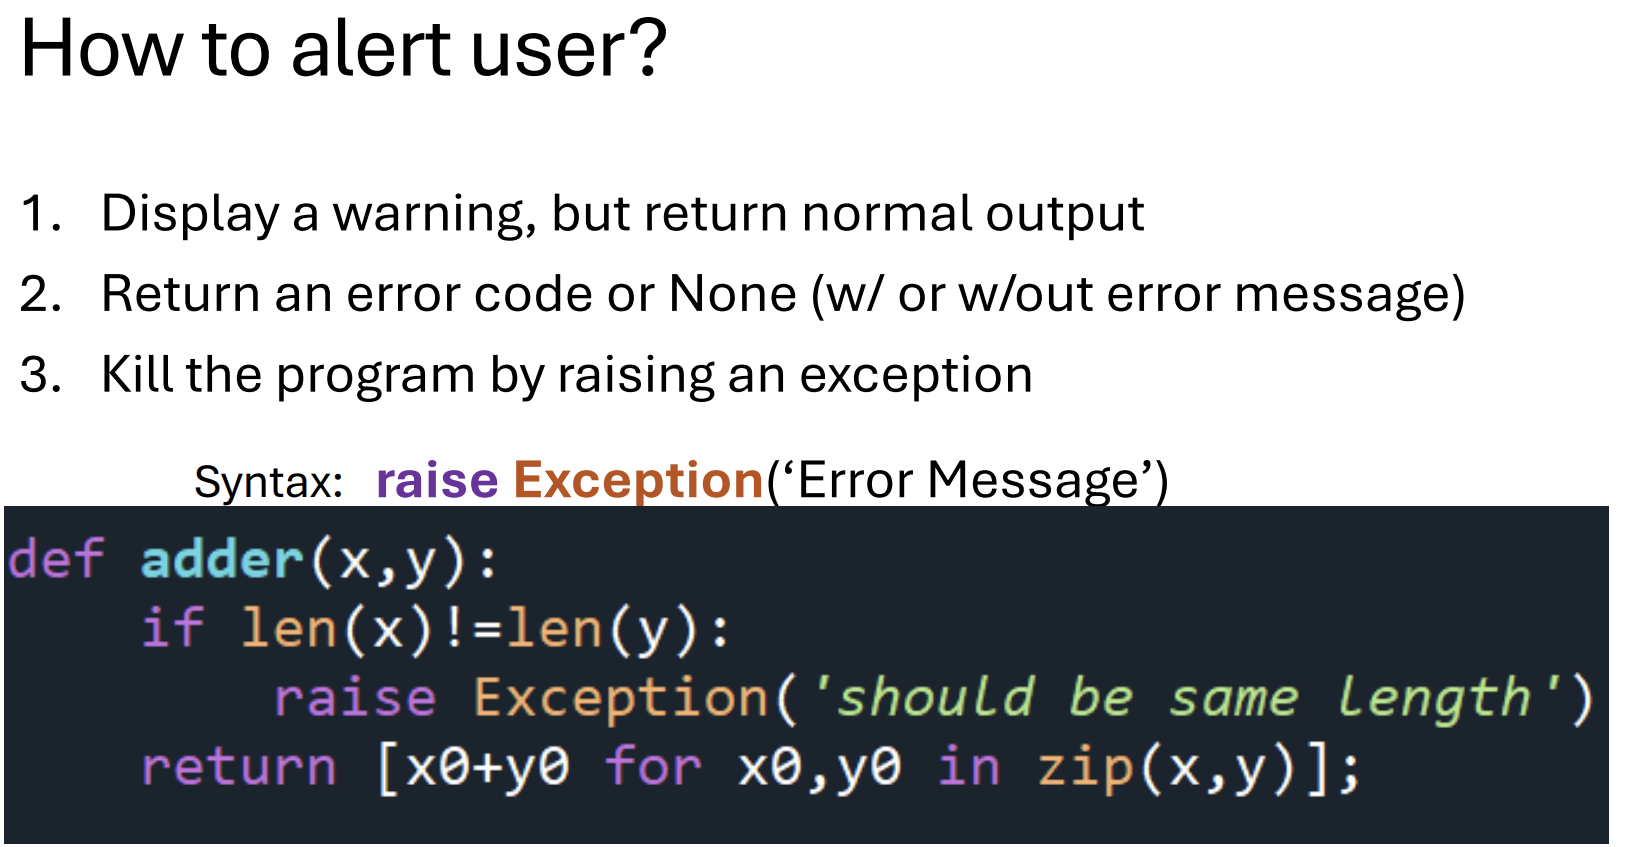 How to alert user?
1. Display a warning, but return normal output
2. Return an error code or None (w/ or w/out error message)
3. Kill the program by raising an exception
Syntax: raise Exception(‘Error Message’)
def adder(x,y):
    if len(x)!=len(y):
        raise Exception('should be same length')
    return [x0+y0 for x0,y0 in zip(x,y)];